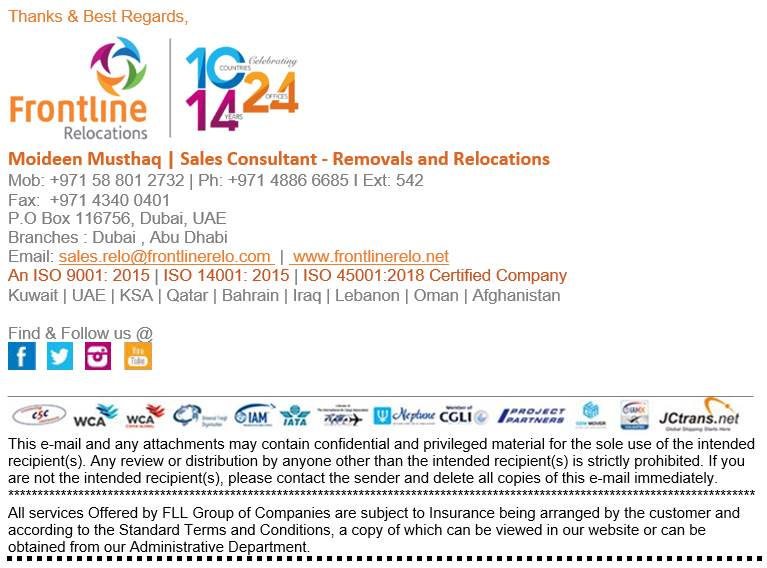 Thanks & Best Regards,
Frontline
Relocations
Celebrating
10
COUNTRIES
24
OFFICES
14
YEARS
Moideen Musthaq | Sales Consultant - Removals and Relocations
Mob: +971 58 801 2732 | Ph: +971 4886 6685 I Ext: 542
Fax:  +971 4340 0401
P.O Box 116756, Dubai, UAE
Branches : Dubai , Abu Dhabi
Email: sales.relo@frontlinerelo.com  |  www.frontlinerelo.net
An ISO 9001: 2015 | ISO 14001: 2015 | ISO 45001:2018 Certified Company
Kuwait | UAE | KSA | Qatar | Bahrain | Iraq | Lebanon | Oman | Afghanistan
Find & Follow us @
You Tube
CSC WCA WCA IAM IATA Neptune Member of CGLI PROJECT PARTNERS JCtrans.net
Global Shipping Starts Here
This e-mail and any attachments may contain confidential and privileged material for the sole use of the intended
recipient(s). Any review or distribution by anyone other than the intended recipient(s) is strictly prohibited. If you
are not the intended recipient(s), please contact the sender and delete all copies of this e-mail immediately.
All services Offered by FLL Group of Companies are subject to Insurance being arranged by the customer and
according to the Standard Terms and Conditions, a copy of which can be viewed in our website or can be
obtained from our Administrative Department.